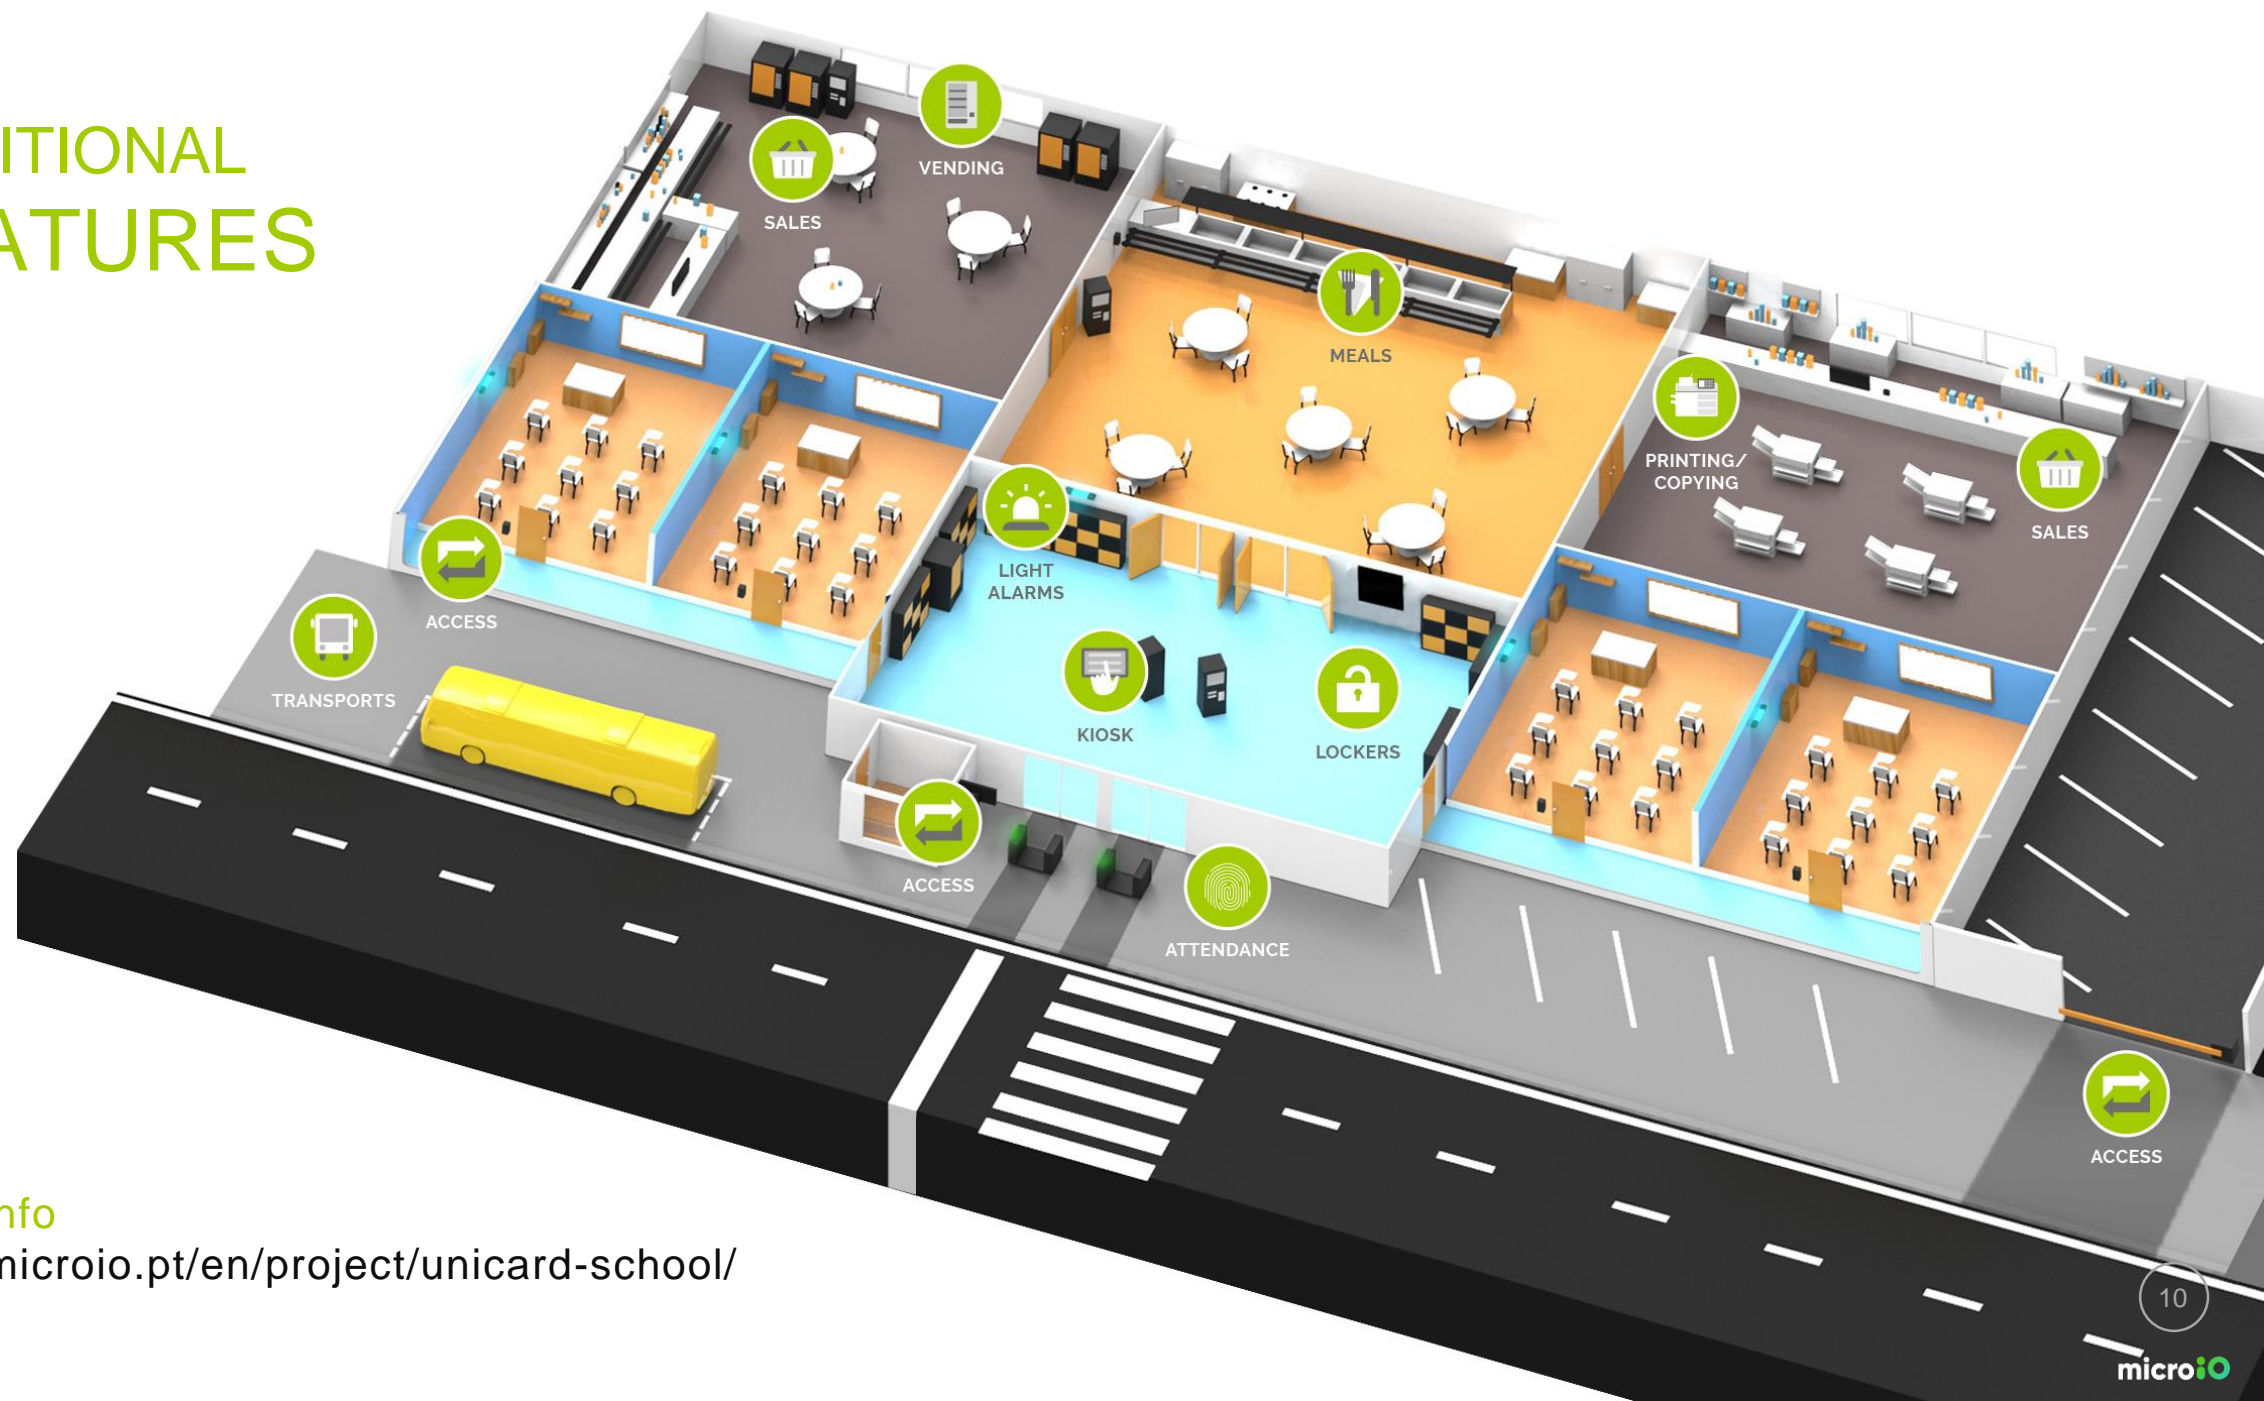 ITIONAL
ATURES
VENDING
SALES
MEALS
PRINTING/
COPYING
SALES
LIGHT
ALARMS
ACCESS
TRANSPORTS
KIOSK
LOCKERS
ACCESS
ATTENDANCE
ACCESS
nfo
microio.pt/en/project/unicard-school/
10
microiO